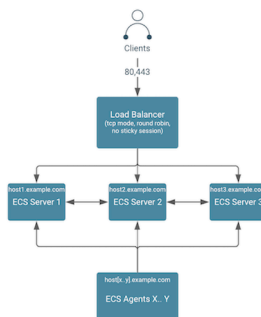 Clients
80,443
Load Balancer
(tcp mode, round robin,
no sticky session)
host1.example.com
ECS Server 1
host2.example.com
ECS Server 2
host3.example.com
ECS Server 3
host[x..y].example.com
ECS Agents X.. Y